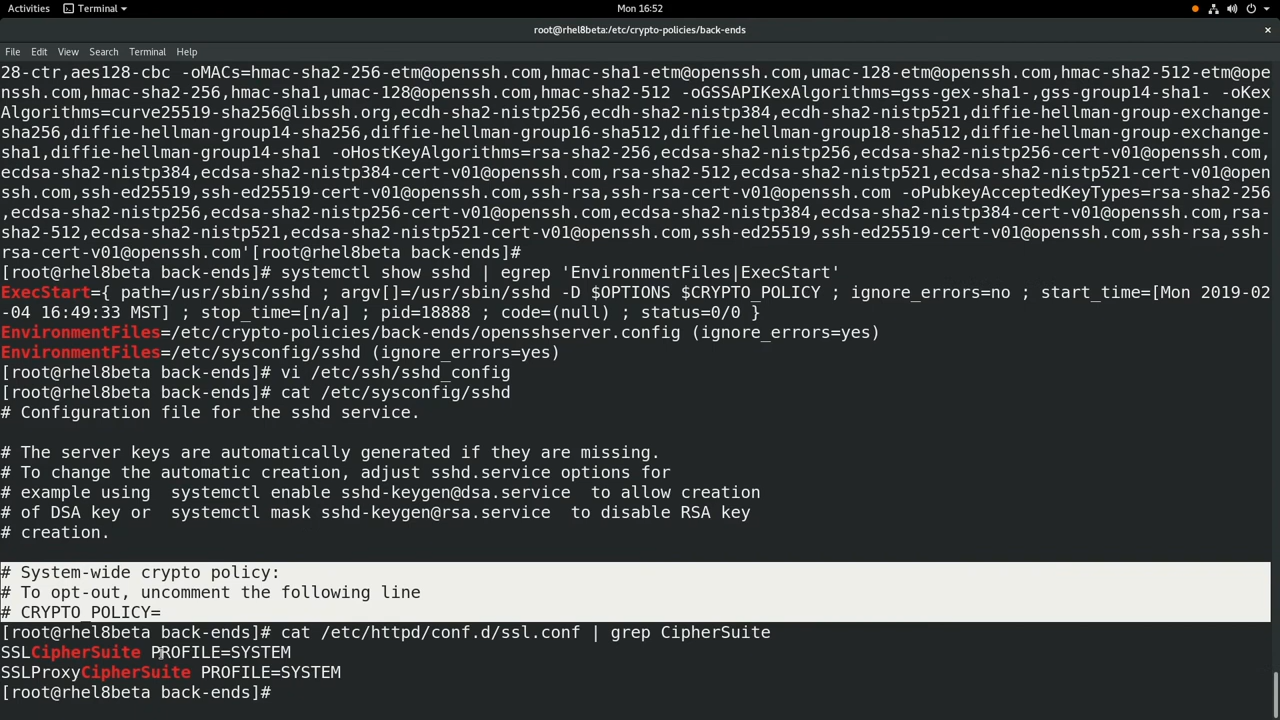 Activities Terminal Mon 16:52
root@rhel8beta:/etc/crypto-policies/back-ends ×
File Edit View Search Terminal Help
28-ctr,aes128-cbc -oMACs=hmac-sha2-256-etm@openssh.com,hmac-sha1-etm@openssh.com,umac-128-etm@openssh.com,hmac-sha2-512-etm@ope
nssh.com,hmac-sha2-256,hmac-sha1,umac-128@openssh.com,hmac-sha2-512 -oGSSAPIKexAlgorithms=gss-gex-sha1-,gss-group14-sha1- -oKex
Algorithms=curve25519-sha256@libssh.org,ecdh-sha2-nistp256,ecdh-sha2-nistp384,ecdh-sha2-nistp521,diffie-hellman-group-exchange-
sha256,diffie-hellman-group14-sha256,diffie-hellman-group16-sha512,diffie-hellman-group18-sha512,diffie-hellman-group-exchange-
sha1,diffie-hellman-group14-sha1 -oHostKeyAlgorithms=rsa-sha2-256,ecdsa-sha2-nistp256,ecdsa-sha2-nistp256-cert-v01@openssh.com,
ecdsa-sha2-nistp384,ecdsa-sha2-nistp384-cert-v01@openssh.com,rsa-sha2-512,ecdsa-sha2-nistp521,ecdsa-sha2-nistp521-cert-v01@open
ssh.com,ssh-ed25519,ssh-ed25519-cert-v01@openssh.com,ssh-rsa,ssh-rsa-cert-v01@openssh.com -oPubkeyAcceptedKeyTypes=rsa-sha2-256
,ecdsa-sha2-nistp256,ecdsa-sha2-nistp256-cert-v01@openssh.com,ecdsa-sha2-nistp384,ecdsa-sha2-nistp384-cert-v01@openssh.com,rsa-
sha2-512,ecdsa-sha2-nistp521,ecdsa-sha2-nistp521-cert-v01@openssh.com,ssh-ed25519,ssh-ed25519-cert-v01@openssh.com,ssh-rsa,ssh-
rsa-cert-v01@openssh.com'[root@rhel8beta back-ends]#
[root@rhel8beta back-ends]# systemctl show sshd | egrep 'EnvironmentFiles|ExecStart'
ExecStart={ path=/usr/sbin/sshd ; argv[]=/usr/sbin/sshd -D $OPTIONS $CRYPTO_POLICY ; ignore_errors=no ; start_time=[Mon 2019-02
-04 16:49:33 MST] ; stop_time=[n/a] ; pid=18888 ; code=(null) ; status=0/0 }
EnvironmentFiles=/etc/crypto-policies/back-ends/opensshserver.config (ignore_errors=yes)
EnvironmentFiles=/etc/sysconfig/sshd (ignore_errors=yes)
[root@rhel8beta back-ends]# vi /etc/ssh/sshd_config
[root@rhel8beta back-ends]# cat /etc/sysconfig/sshd
# Configuration file for the sshd service.
# The server keys are automatically generated if they are missing.
# To change the automatic creation, adjust sshd.service options for
# example using  systemctl enable sshd-keygen@dsa.service  to allow creation
# of DSA key or  systemctl mask sshd-keygen@rsa.service  to disable RSA key
# creation.
# System-wide crypto policy:
# To opt-out, uncomment the following line
# CRYPTO_POLICY=
[root@rhel8beta back-ends]# cat /etc/httpd/conf.d/ssl.conf | grep CipherSuite
SSLCipherSuite PROFILE=SYSTEM
SSLProxyCipherSuite PROFILE=SYSTEM
[root@rhel8beta back-ends]#